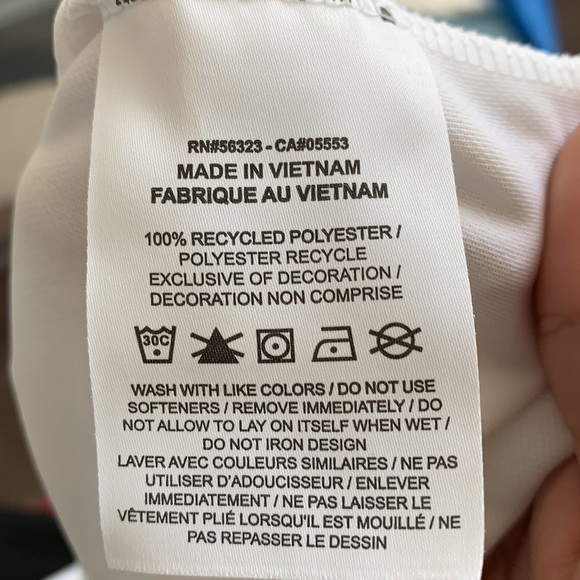 RN#56323 - CA#05553
MADE IN VIETNAM
FABRIQUE AU VIETNAM
100% RECYCLED POLYESTER /
POLYESTER RECYCLE
EXCLUSIVE OF DECORATION /
DECORATION NON COMPRISE
30C
WASH WITH LIKE COLORS / DO NOT USE
SOFTENERS / REMOVE IMMEDIATELY / DO
NOT ALLOW TO LAY ON ITSELF WHEN WET /
DO NOT IRON DESIGN
LAVER AVEC COULEURS SIMILAIRES / NE PAS
UTILISER D'ADOUCISSEUR / ENLEVER
IMMEDIATEMENT / NE PAS LAISSER LE
VÊTEMENT PLIÉ LORSQU'IL EST MOUILLÉ / NE
PAS REPASSER LE DESSIN